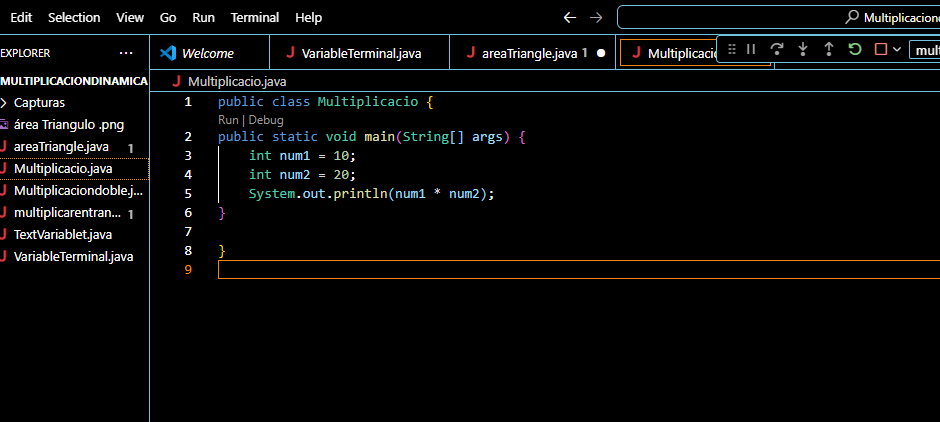 Edit Selection View Go Run Terminal Help
Multiplicacion
EXPLORER ···
Welcome
VariableTerminal.java
areaTriangle.java 1
Multiplicac
mult
MULTIPLICACIONDINAMICA
Multiplicacio.java
Capturas
área Triangulo .png
areaTriangle.java 1
Multiplicacio.java
Multiplicaciondoble.j...
multiplicarentran... 1
TextVariablet.java
VariableTerminal.java
1 public class Multiplicacio {
Run | Debug
2 public static void main(String[] args) {
3 int num1 = 10;
4 int num2 = 20;
5 System.out.println(num1 * num2);
6 }
7
8 }
9